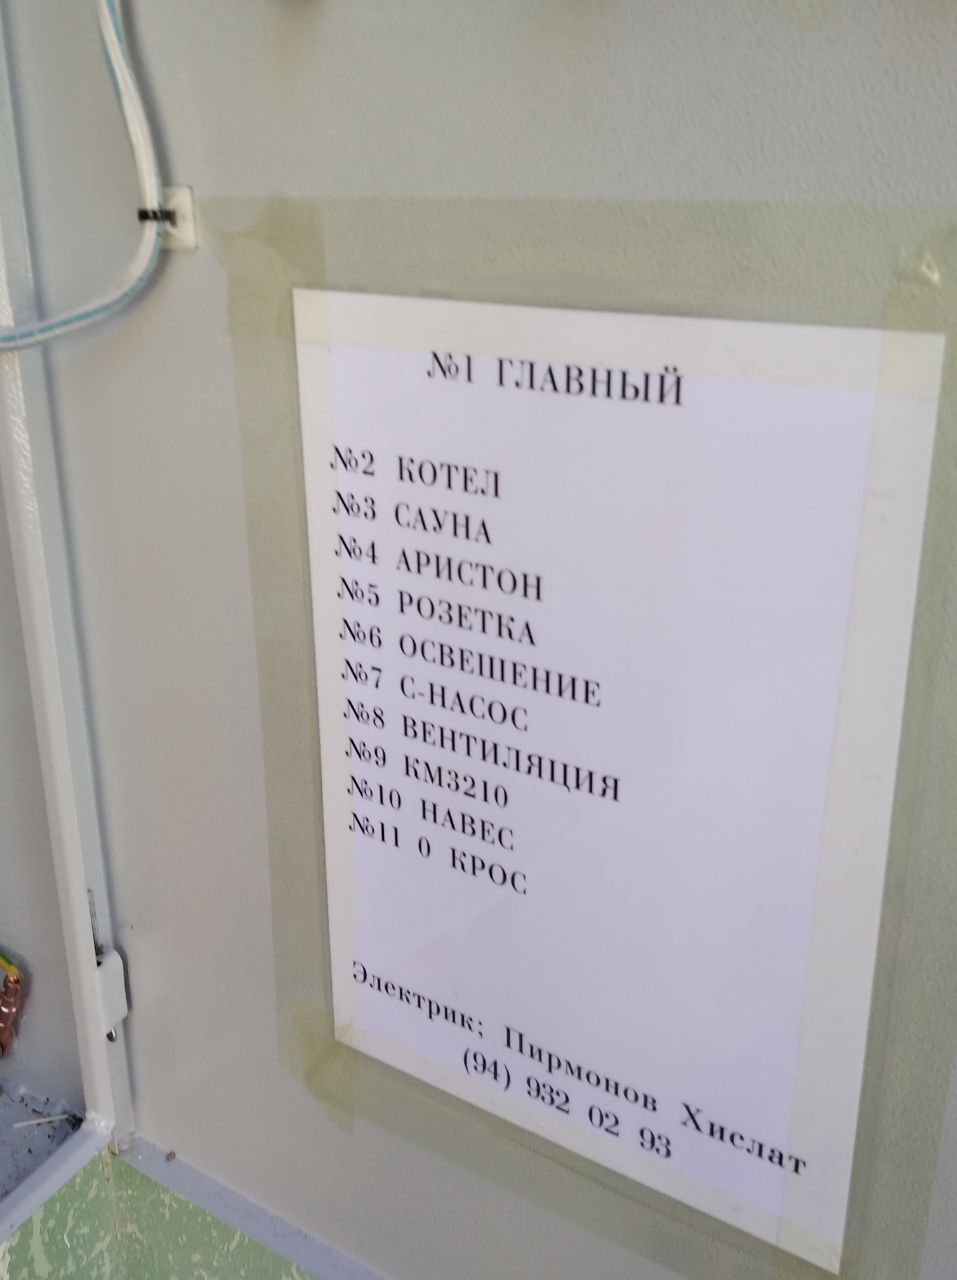 №1 ГЛАВНЫЙ
№2 КОТЕЛ
№3 САУНА
№4 АРИСТОН
№5 РОЗЕТКА
№6 ОСВЕШЕНИЕ
№7 С-НАСОС
№8 ВЕНТИЛЯЦИЯ
№9 КМ3210
№10 НАВЕС
№11 0 КРОС
Электрик; Пирмонов Хислат
(94) 932 02 93